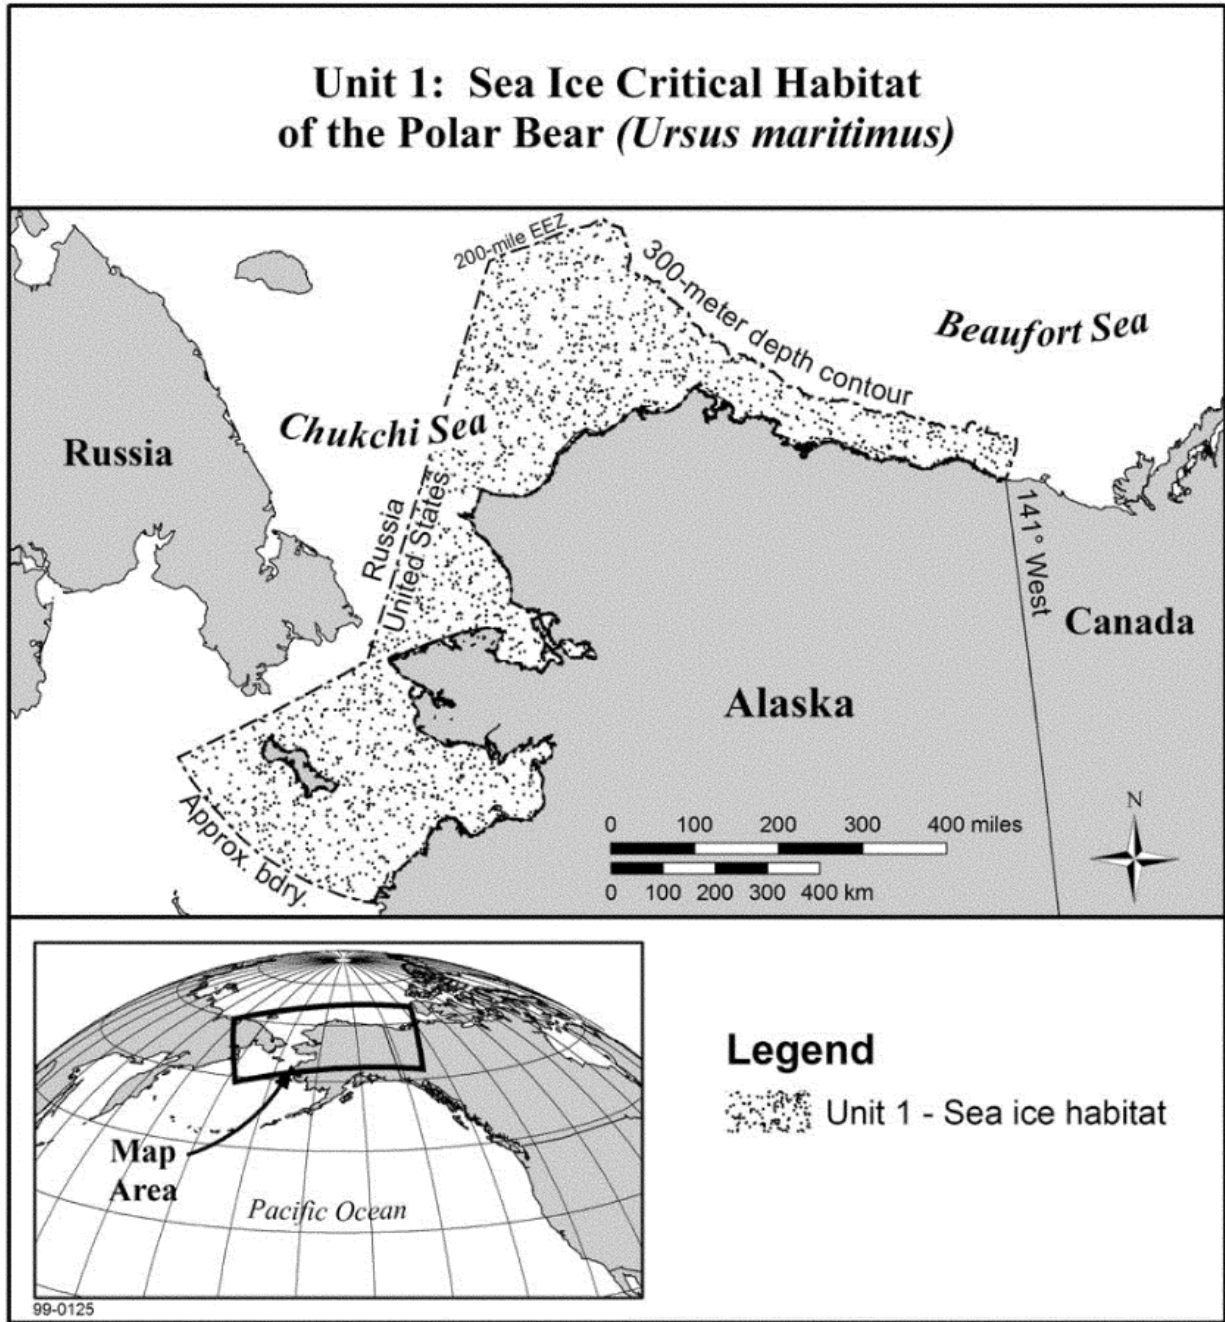 Unit 1: Sea Ice Critical Habitat
of the Polar Bear (Ursus maritimus)
200-mile EEZ
300-meter depth contour
Beaufort Sea
Chukchi Sea
Russia
Russia
United States
141° West
Canada
Alaska
Approx. bdry.
N
0 100 200 300 400 miles
0 100 200 300 400 km
Map
Area
Pacific Ocean
Legend
Unit 1 - Sea ice habitat
99-0125